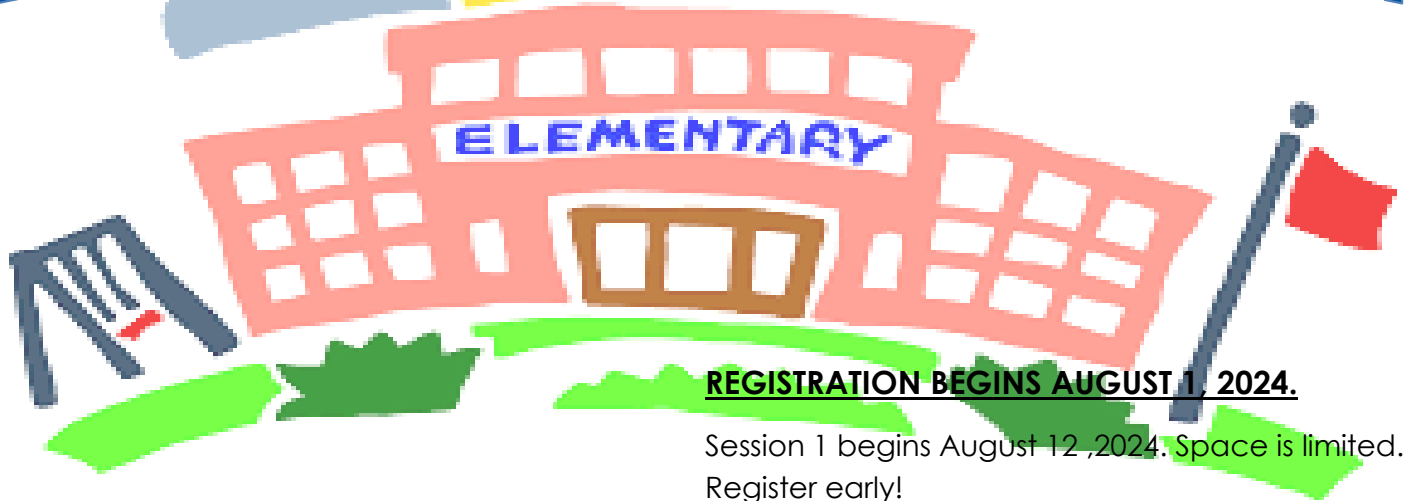 ELEMENTARY
REGISTRATION BEGINS AUGUST 1, 2024.
Session 1 begins August 12 ,2024. Space is limited.
Register early!